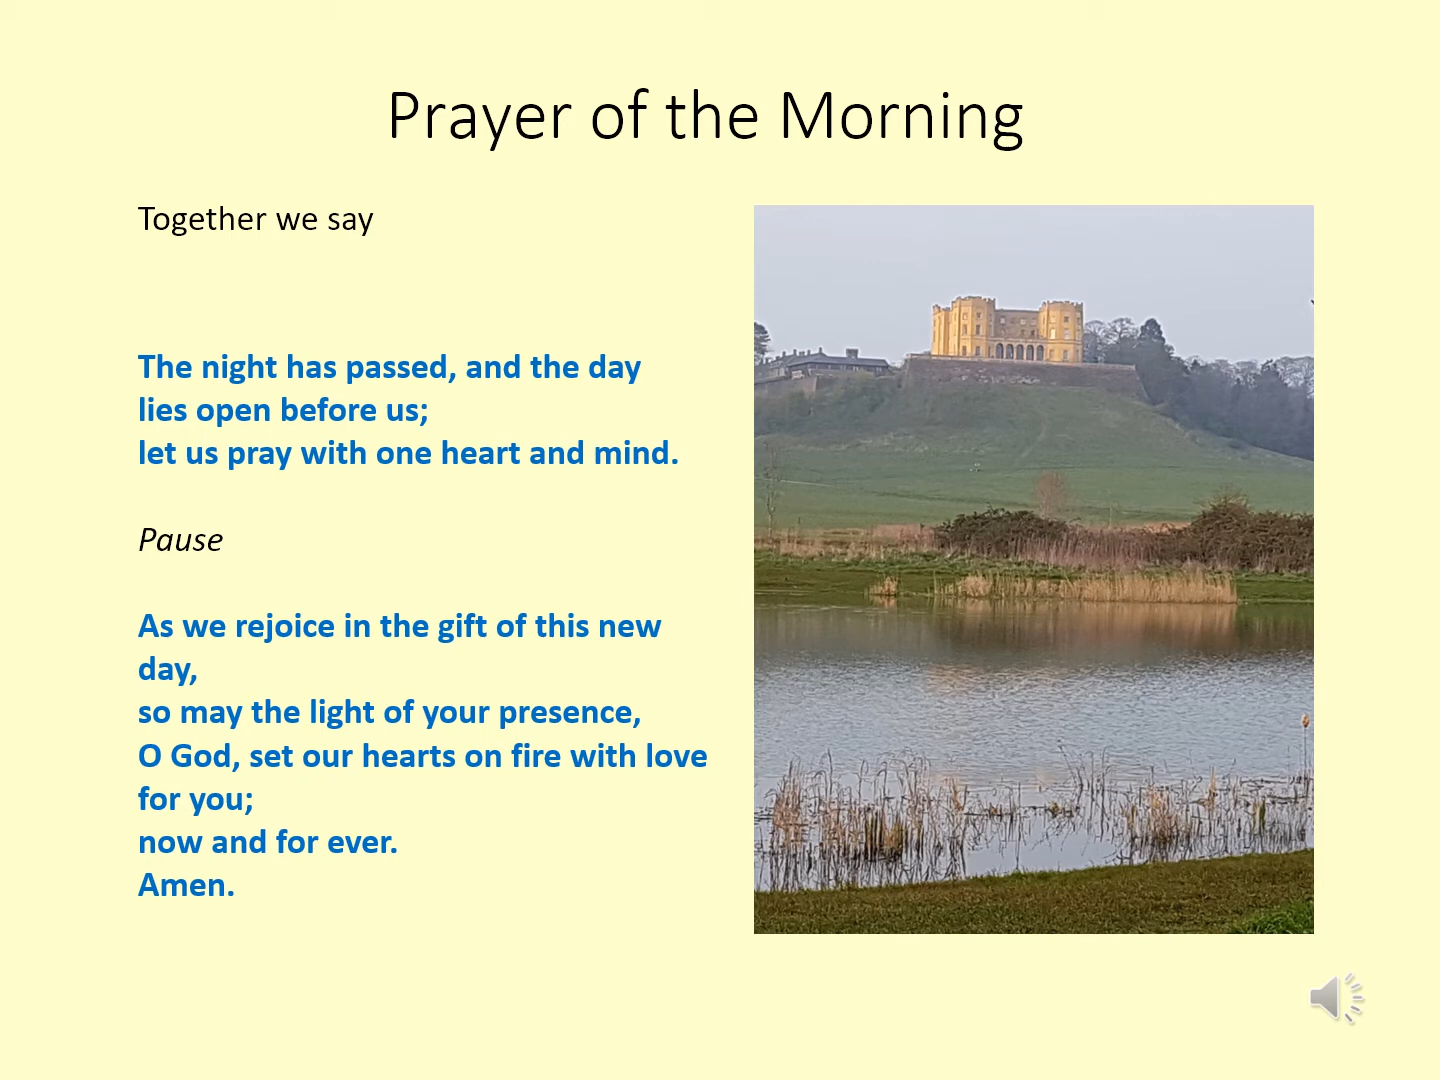 Prayer of the Morning
Together we say
The night has passed, and the day
lies open before us;
let us pray with one heart and mind.
Pause
As we rejoice in the gift of this new
day,
so may the light of your presence,
O God, set our hearts on fire with love
for you;
now and for ever.
Amen.